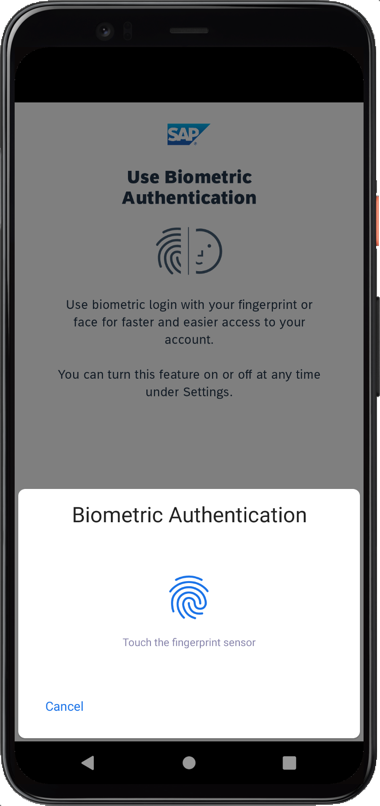 SAP
Use Biometric
Authentication
Use biometric login with your fingerprint or
face for faster and easier access to your
account.
You can turn this feature on or off at any time
under Settings.
Biometric Authentication
Touch the fingerprint sensor
Cancel